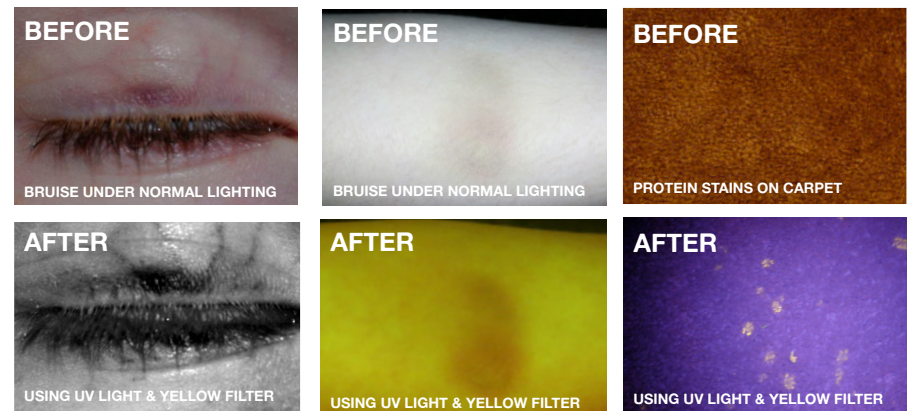 BEFORE
BRUISE UNDER NORMAL LIGHTING
BEFORE
BRUISE UNDER NORMAL LIGHTING
BEFORE
PROTEIN STAINS ON CARPET
AFTER
USING UV LIGHT & YELLOW FILTER
AFTER
USING UV LIGHT & YELLOW FILTER
AFTER
USING UV LIGHT & YELLOW FILTER